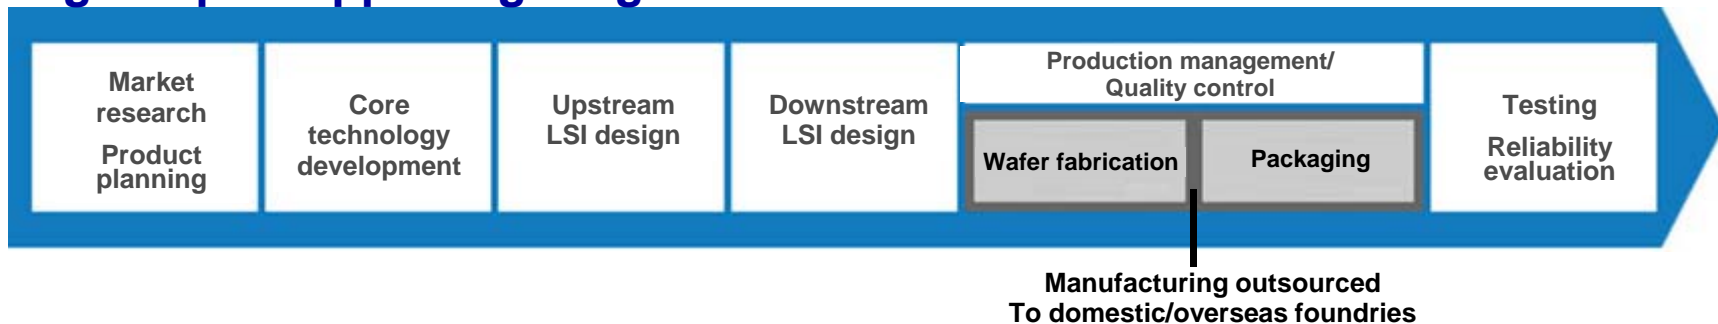 Market
research
Product
planning
Core
technology
development
Upstream
LSI design
Downstream
LSI design
Production management/
Quality control
Wafer fabrication
Packaging
Testing
Reliability
evaluation
Manufacturing outsourced
To domestic/overseas foundries